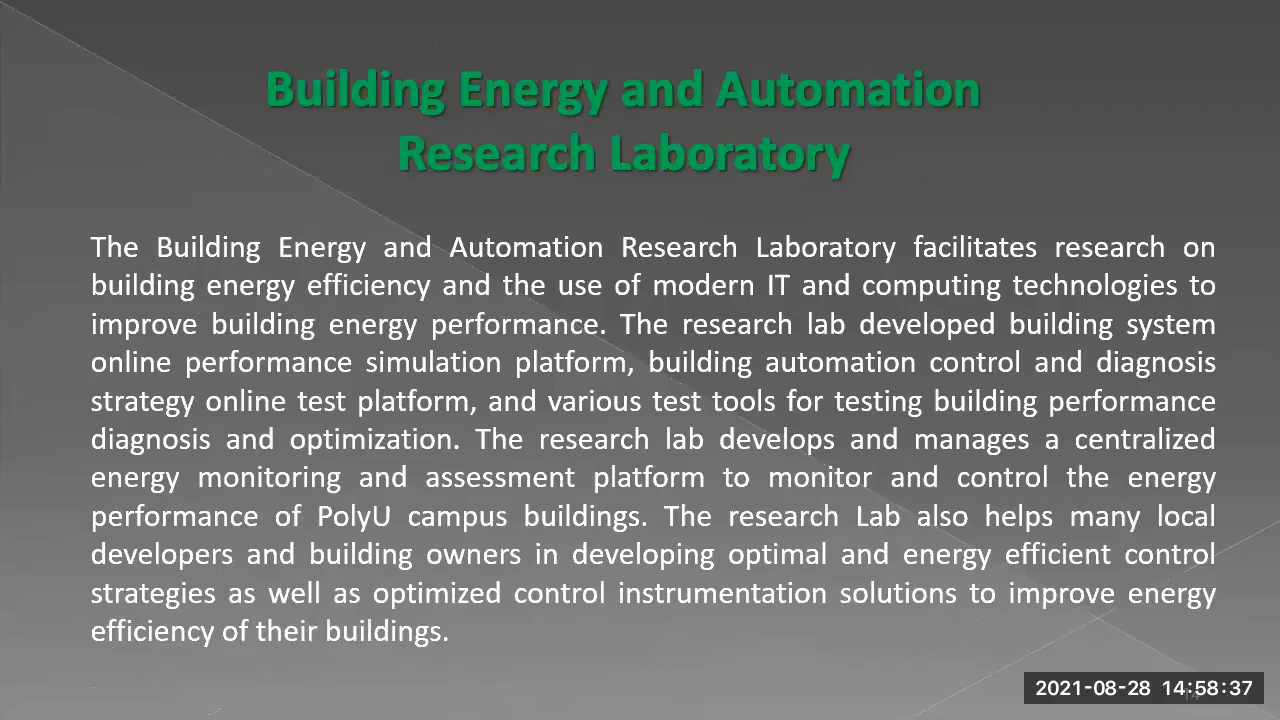 Building Energy and Automation
Research Laboratory
The Building Energy and Automation Research Laboratory facilitates research on
building energy efficiency and the use of modern IT and computing technologies to
improve building energy performance. The research lab developed building system
online performance simulation platform, building automation control and diagnosis
strategy online test platform, and various test tools for testing building performance
diagnosis and optimization. The research lab develops and manages a centralized
energy monitoring and assessment platform to monitor and control the energy
performance of PolyU campus buildings. The research Lab also helps many local
developers and building owners in developing optimal and energy efficient control
strategies as well as optimized control instrumentation solutions to improve energy
efficiency of their buildings.
2021-08-28 14:58:37